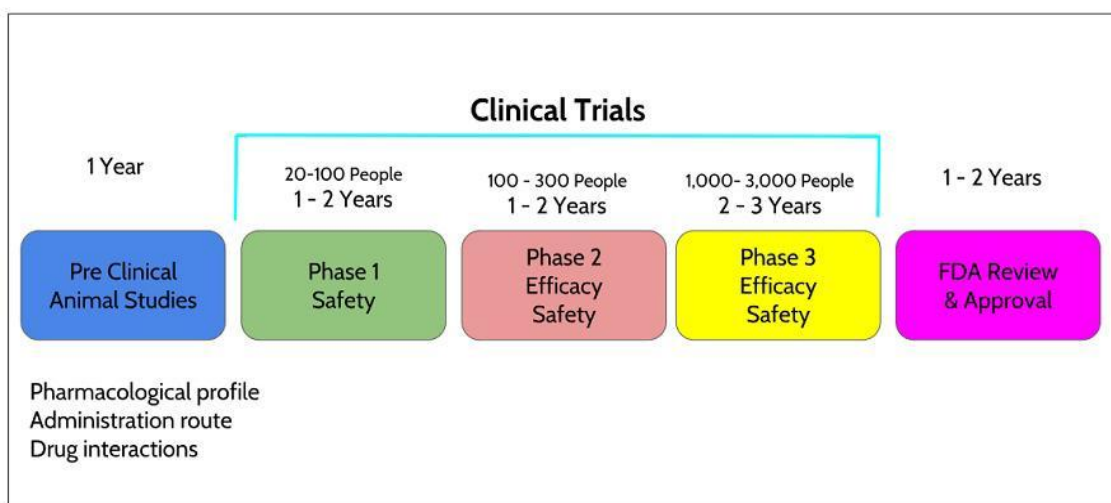 Clinical Trials
1 Year
20-100 People
1 - 2 Years
100 - 300 People
1 - 2 Years
1,000- 3,000 People
2 - 3 Years
1 - 2 Years
Pre Clinical
Animal Studies
Phase 1
Safety
Phase 2
Efficacy
Safety
Phase 3
Efficacy
Safety
FDA Review
& Approval
Pharmacological profile
Administration route
Drug interactions